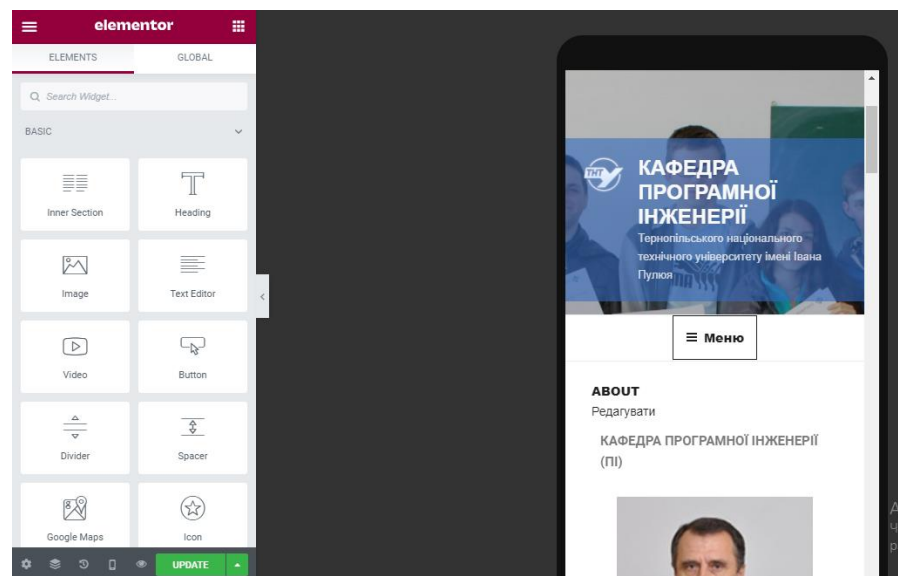 elementor
ELEMENTS
GLOBAL
Search Widget...
BASIC
Inner Section
Heading
Image
Text Editor
Video
Button
Divider
Spacer
Google Maps
Icon
UPDATE
ТНТ
КАФЕДРА
ПРОГРАМНОЇ
ІНЖЕНЕРІЇ
Тернопільського національного
технічного університету імені Івана
Пулюя
Меню
ABOUT
Редагувати
КАФЕДРА ПРОГРАМНОЇ ІНЖЕНЕРІЇ
(ПІ)